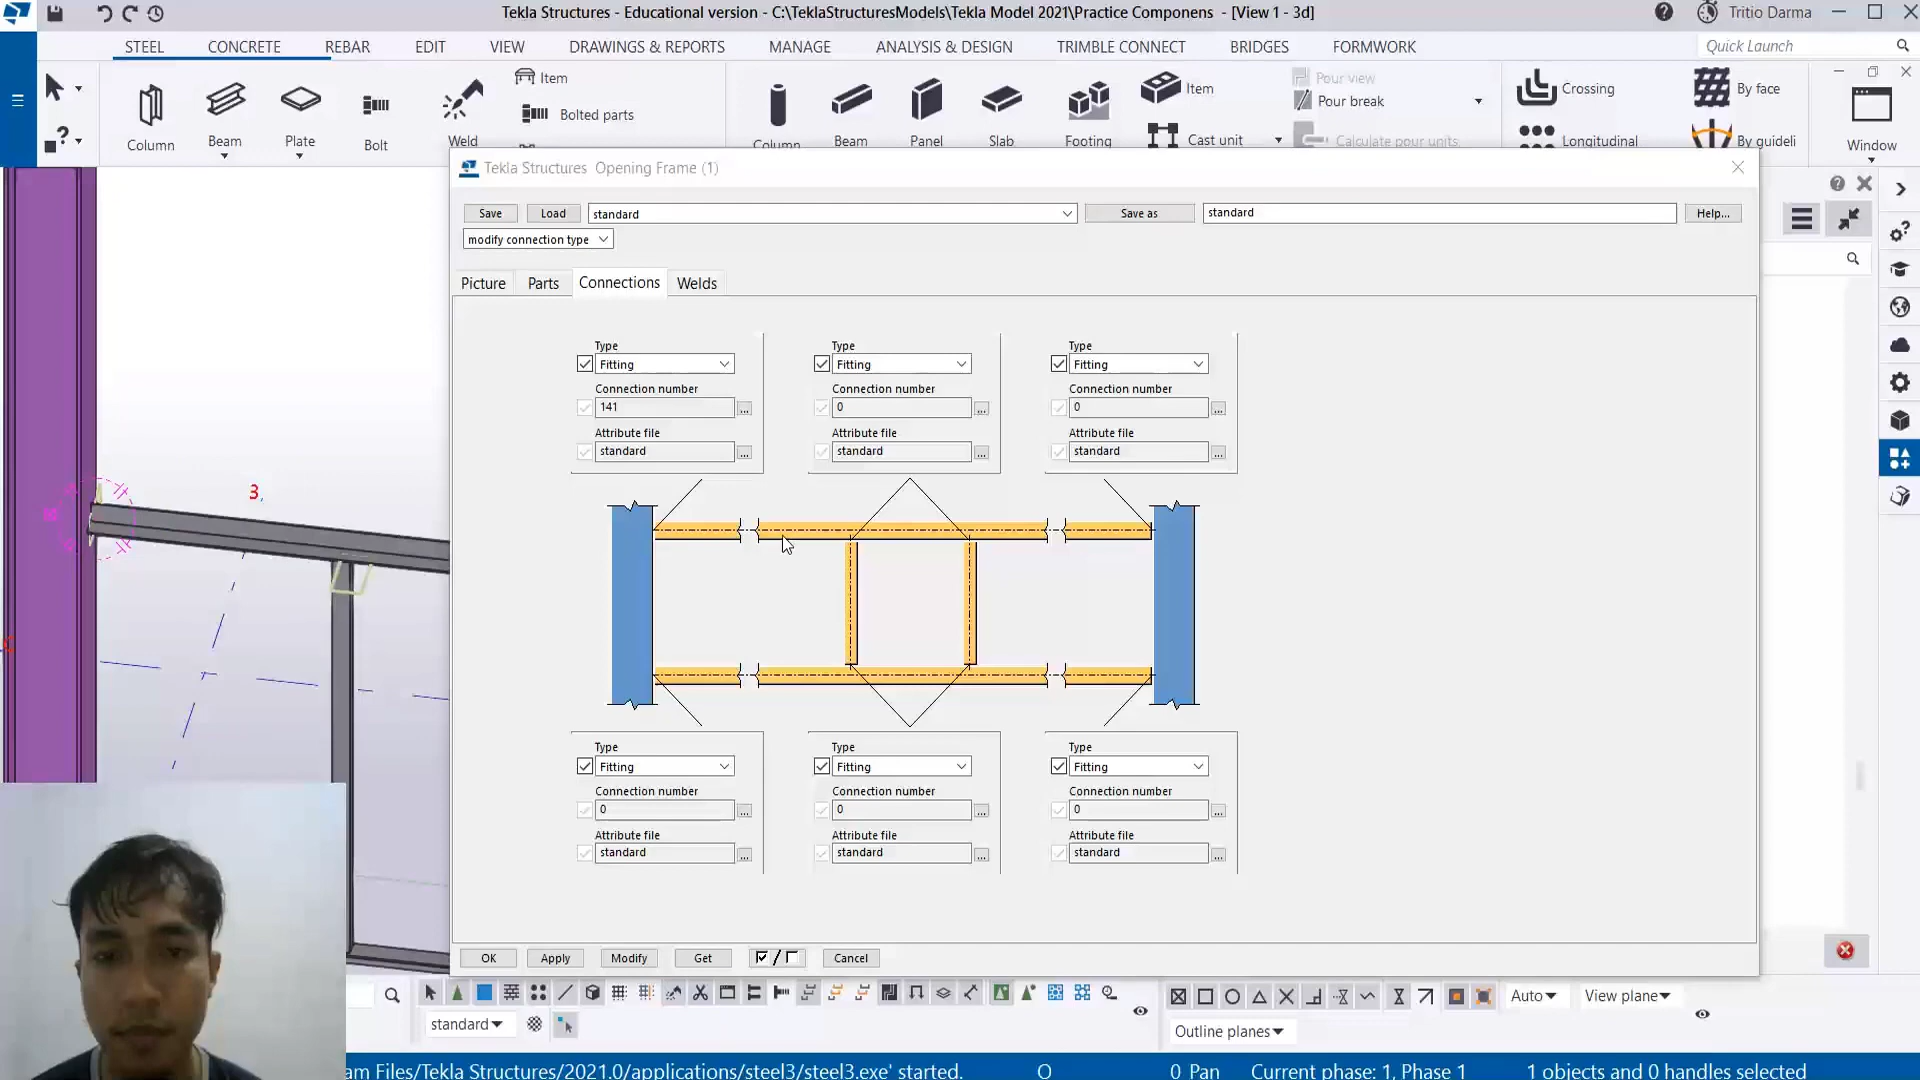 Tekla Structures - Educational version - C:\TeklaStructuresModels\Tekla Model 2021\Practice Componens - [View 1 - 3d]
Tritio Darma
STEEL CONCRETE REBAR EDIT VIEW DRAWINGS & REPORTS MANAGE ANALYSIS & DESIGN TRIMBLE CONNECT BRIDGES FORMWORK
Quick Launch
Column
Beam
Plate
Bolt
Weld
Item
Bolted parts
Column
Beam
Panel
Slab
Footing
Item
Cast unit
Pour view
Pour break
Calculate pour units
Crossing
Longitudinal
By face
By guideli
Window
Tekla Structures Opening Frame (1)
Save Load standard Save as standard Help...
modify connection type
Picture Parts Connections Welds
Type Type Type
Fitting Fitting Fitting
Connection number Connection number Connection number
141 ... 0 ... 0 ...
Attribute file Attribute file Attribute file
standard ... standard ... standard ...
3
Type Type Type
Fitting Fitting Fitting
Connection number Connection number Connection number
0 ... 0 ... 0 ...
Attribute file Attribute file Attribute file
standard ... standard ... standard ...
OK Apply Modify Get / Cancel
Auto View plane
standard
Outline planes
am Files/Tekla Structures/2021.0/applications/steel3/steel3.exe' started. O 0 Pan Current phase: 1, Phase 1 1 objects and 0 handles selected